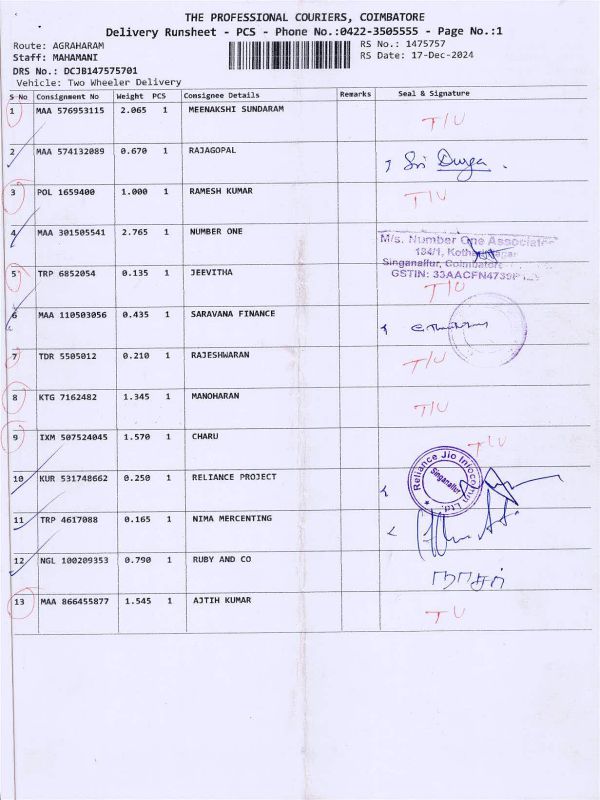 THE PROFESSIONAL COURIERS, COIMBATORE
Delivery Runsheet - PCS - Phone No.:0422-3505555 - Page No.:1
Route: AGRAHARAM
RS No.: 1475757
Staff: MAHAMANI
RS Date: 17-Dec-2024
DRS No.: DCJB147575701
Vehicle: Two Wheeler Delivery
S No Consignment No Weight PCS Consignee Details Remarks Seal & Signature
1 MAA 576953115 2.065 1 MEENAKSHI SUNDARAM T/U
2 MAA 574132089 0.670 1 RAJAGOPAL Sri Durga
3 POL 1659400 1.000 1 RAMESH KUMAR T/U
4 MAA 301505541 2.765 1 NUMBER ONE
M/s. Number One Associates
Singanallur, Coimbatore
5 TRP 6852054 0.135 1 JEEVITHA
GSTIN: 33AACFN4739P
T/U
6 MAA 110503056 0.435 1 SARAVANA FINANCE
7 TDR 5505012 0.210 1 RAJESHWARAN T/U
8 KTG 7162482 1.345 1 MANOHARAN T/U
9 IXM 507524045 1.570 1 CHARU T/U
10 KUR 531748662 0.250 1 RELIANCE PROJECT
Reliance Jio Infocomm Ltd.
Singanallur
11 TRP 4617088 0.165 1 NIMA MERCENTING
12 NGL 100209353 0.790 1 RUBY AND CO
13 MAA 866455877 1.545 1 AJTIH KUMAR T/U